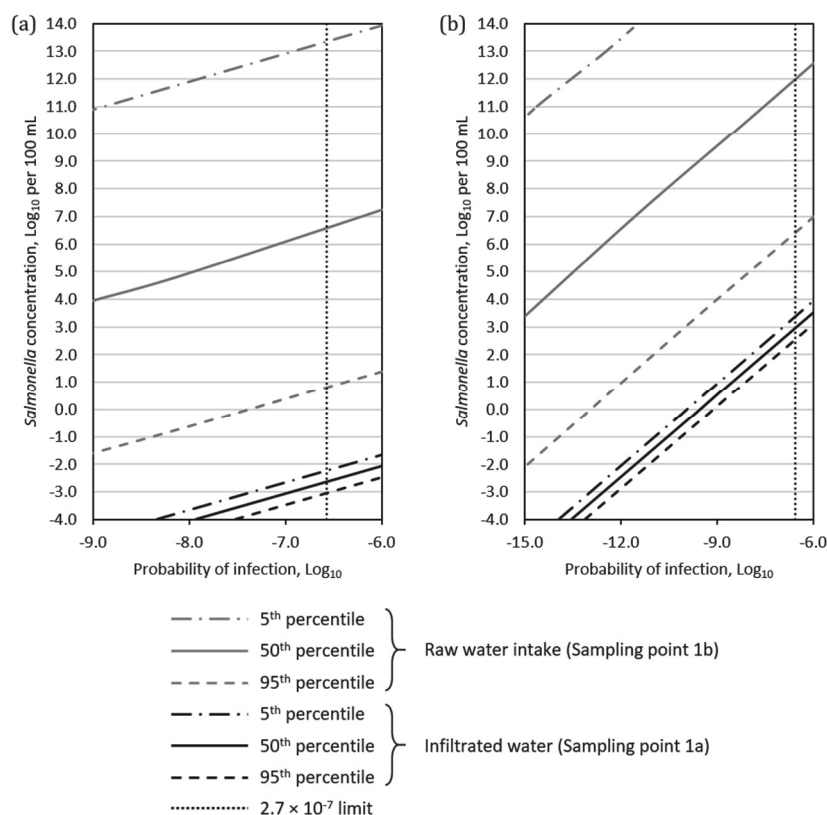 (a)
Salmonella concentration, Log10 per 100 mL
14.0
13.0
12.0
11.0
10.0
9.0
8.0
7.0
6.0
5.0
4.0
3.0
2.0
1.0
0.0
-1.0
-2.0
-3.0
-4.0
-9.0 -8.0 -7.0 -6.0
Probability of infection, Log10
(b)
Salmonella concentration, Log10 per 100 mL
14.0
13.0
12.0
11.0
10.0
9.0
8.0
7.0
6.0
5.0
4.0
3.0
2.0
1.0
0.0
-1.0
-2.0
-3.0
-4.0
-15.0 -12.0 -9.0 -6.0
Probability of infection, Log10
5th percentile
50th percentile
95th percentile
Raw water intake (Sampling point 1b)
5th percentile
50th percentile
95th percentile
Infiltrated water (Sampling point 1a)
2.7 × 10-7 limit